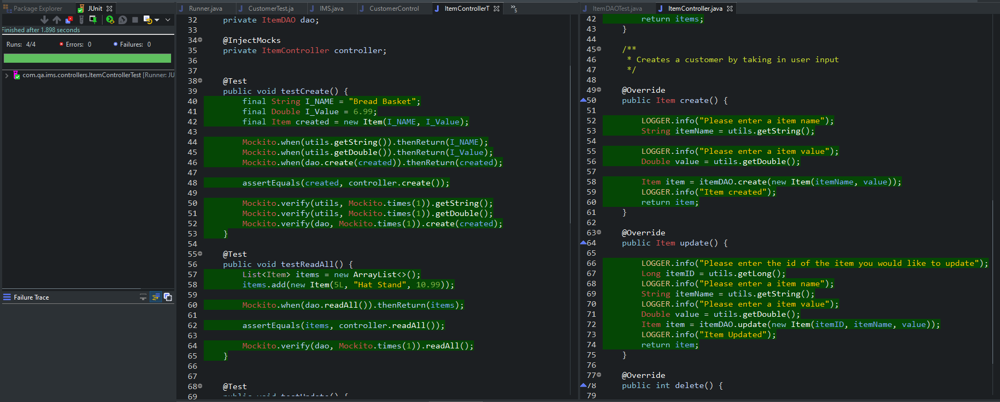 Package Explorer
JUnit
Finished after 1.898 seconds
Runs: 4/4
Errors: 0
Failures: 0
com.qa.ims.controllers.ItemControllerTest [Runner: JU
Failure Trace
Runner.java
CustomerTest.ja
IMS.java
CustomerControl
ItemControllerT
»5
32 private ItemDAO dao;
33
34 @InjectMocks
35 private ItemController controller;
36
37
38 @Test
39 public void testCreate() {
40 final String I_NAME = "Bread Basket";
41 final Double I_Value = 6.99;
42 final Item created = new Item(I_NAME, I_Value);
43
44 Mockito.when(utils.getString()).thenReturn(I_NAME);
45 Mockito.when(utils.getDouble()).thenReturn(I_Value);
46 Mockito.when(dao.create(created)).thenReturn(created);
47
48 assertEquals(created, controller.create());
49
50 Mockito.verify(utils, Mockito.times(1)).getString();
51 Mockito.verify(utils, Mockito.times(1)).getDouble();
52 Mockito.verify(dao, Mockito.times(1)).create(created);
53 }
54
55 @Test
56 public void testReadAll() {
57 List<Item> items = new ArrayList<>();
58 items.add(new Item(5L, "Hat Stand", 10.99));
59
60 Mockito.when(dao.readAll()).thenReturn(items);
61
62 assertEquals(items, controller.readAll());
63
64 Mockito.verify(dao, Mockito.times(1)).readAll();
65 }
66
67
68 @Test
69 public void testUpdate() {
ItemDAOTest.java
ItemController.java
42 return items;
43 }
44
45 /**
46 * Creates a customer by taking in user input
47 */
48
49 @Override
50 public Item create() {
51
52 LOGGER.info("Please enter a item name");
53 String itemName = utils.getString();
54
55 LOGGER.info("Please enter a item value");
56 Double value = utils.getDouble();
57
58 Item item = itemDAO.create(new Item(itemName, value));
59 LOGGER.info("Item created");
60 return item;
61 }
62
63 @Override
64 public Item update() {
65
66 LOGGER.info("Please enter the id of the item you would like to update");
67 Long itemID = utils.getLong();
68 LOGGER.info("Please enter a item name");
69 String itemName = utils.getString();
70 LOGGER.info("Please enter a item value");
71 Double value = utils.getDouble();
72 Item item = itemDAO.update(new Item(itemID, itemName, value));
73 LOGGER.info("Item Updated");
74 return item;
75 }
76
77 @Override
78 public int delete() {
79